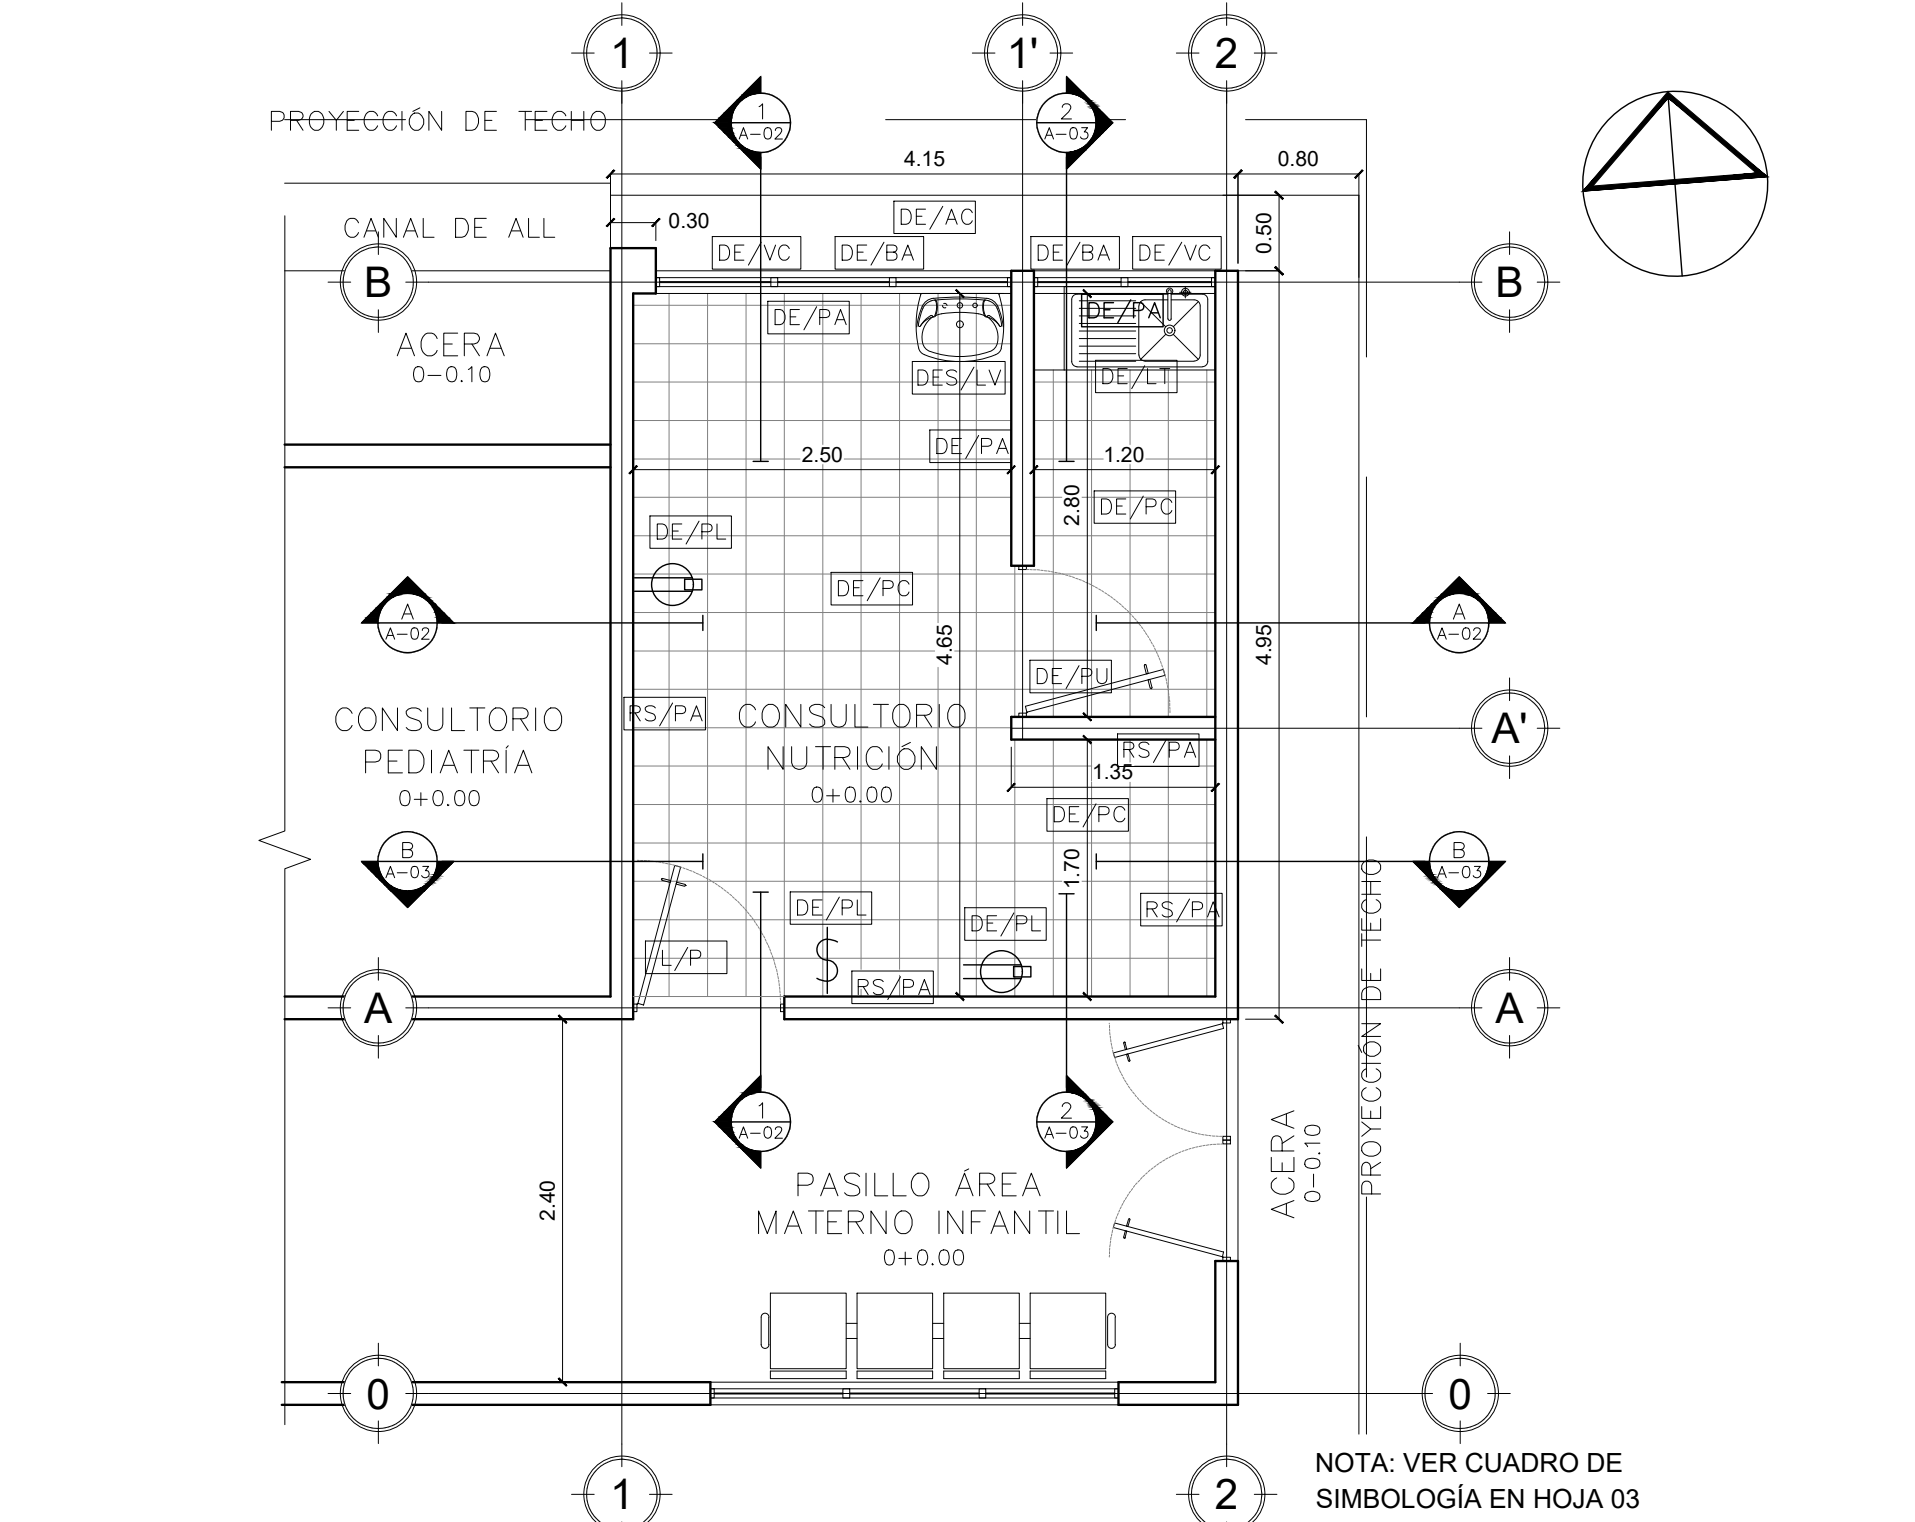 1
1'
2
PROYECCIÓN DE TECHO
1
A-02
2
A-03
4.15
0.80
0.30
DE/AC
0.50
CANAL DE ALL
DE/VC
DE/BA
DE/BA
DE/VC
B
B
DE/PA
DE/PA
ACERA
0-0.10
DES/LV
DE/LT
DE/PA
2.50
1.20
2.80
DE/PC
DE/PL
DE/PC
A
A-02
A
A-02
4.65
4.95
DE/PU
RS/PA
CONSULTORIO
PEDIATRÍA
0+0.00
CONSULTORIO
NUTRICIÓN
0+0.00
A'
RS/PA
1.35
DE/PC
B
A-03
B
A-03
1.70
DE/PL
DE/PL
RS/PA
L/P
$
RS/PA
A
A
1
A-02
2
A-03
PROYECCIÓN DE TECHO
ACERA
0-0.10
2.40
PASILLO ÁREA
MATERNO INFANTIL
0+0.00
0
0
NOTA: VER CUADRO DE
SIMBOLOGÍA EN HOJA 03
1
2